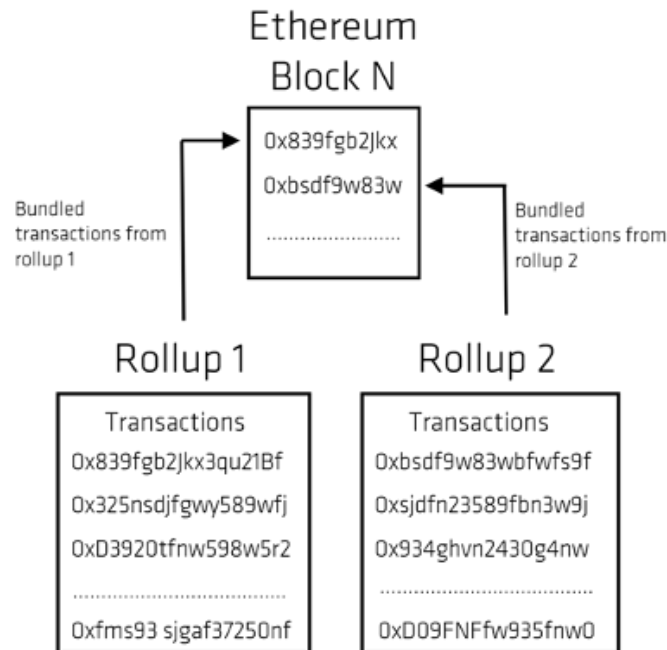 Ethereum
Block N
0x839fgb2Jkx
0xbsdf9w83w
........................
Bundled
transactions from
rollup 1
Bundled
transactions from
rollup 2
Rollup 1
Transactions
0x839fgb2Jkx3qu21Bf
0x325nsdjfgwy589wfj
0xD3920tfnw598w5r2
......................................
0xfms93 sjgaf37250nf
Rollup 2
Transactions
0xbsdf9w83wbfwfs9f
0xsjdfn23589fbn3w9j
0x934ghvn2430g4nw
......................................
0xD09FNFfw935fnw0